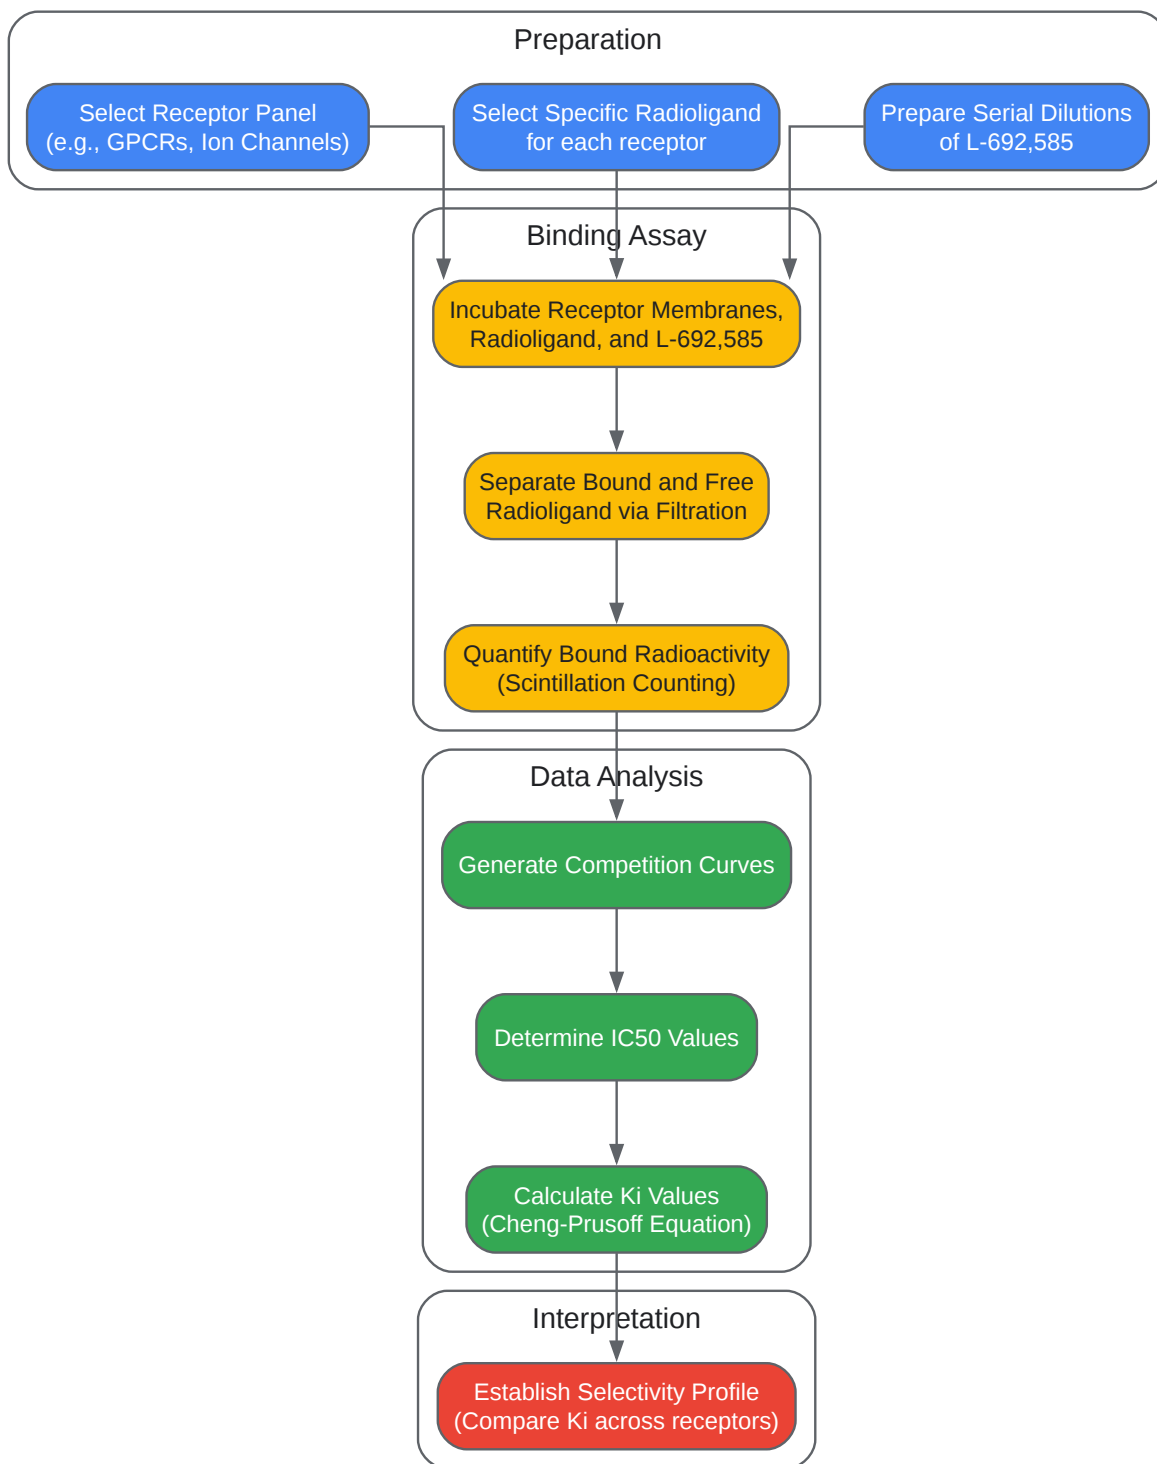 Preparation
Select Receptor Panel
(e.g., GPCRs, Ion Channels)
Select Specific Radioligand
for each receptor
Prepare Serial Dilutions
of L-692,585
Binding Assay
Incubate Receptor Membranes,
Radioligand, and L-692,585
Separate Bound and Free
Radioligand via Filtration
Quantify Bound Radioactivity
(Scintillation Counting)
Data Analysis
Generate Competition Curves
Determine IC50 Values
Calculate Ki Values
(Cheng-Prusoff Equation)
Interpretation
Establish Selectivity Profile
(Compare Ki across receptors)